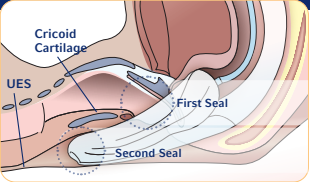 Cricoid
Cartilage
UES
First Seal
Second Seal